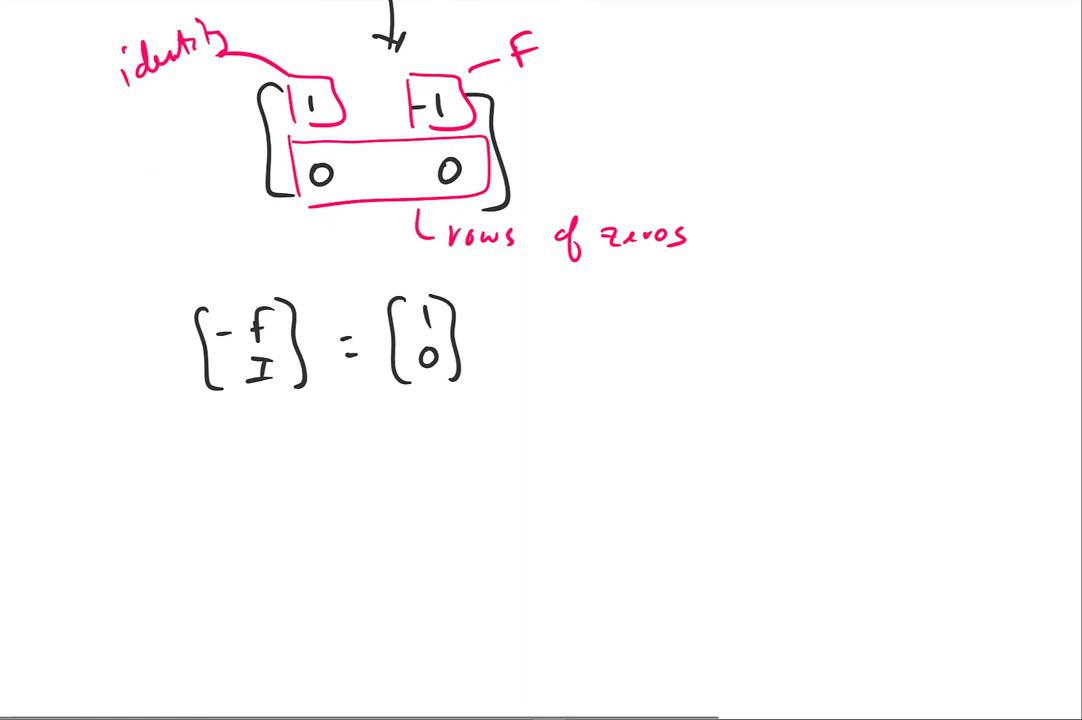 identity
F
[ 1 -1 ]
[ 0 0 ]
rows of zeros
[ -F ] = [ 1 ]
[ I ] [ 0 ]